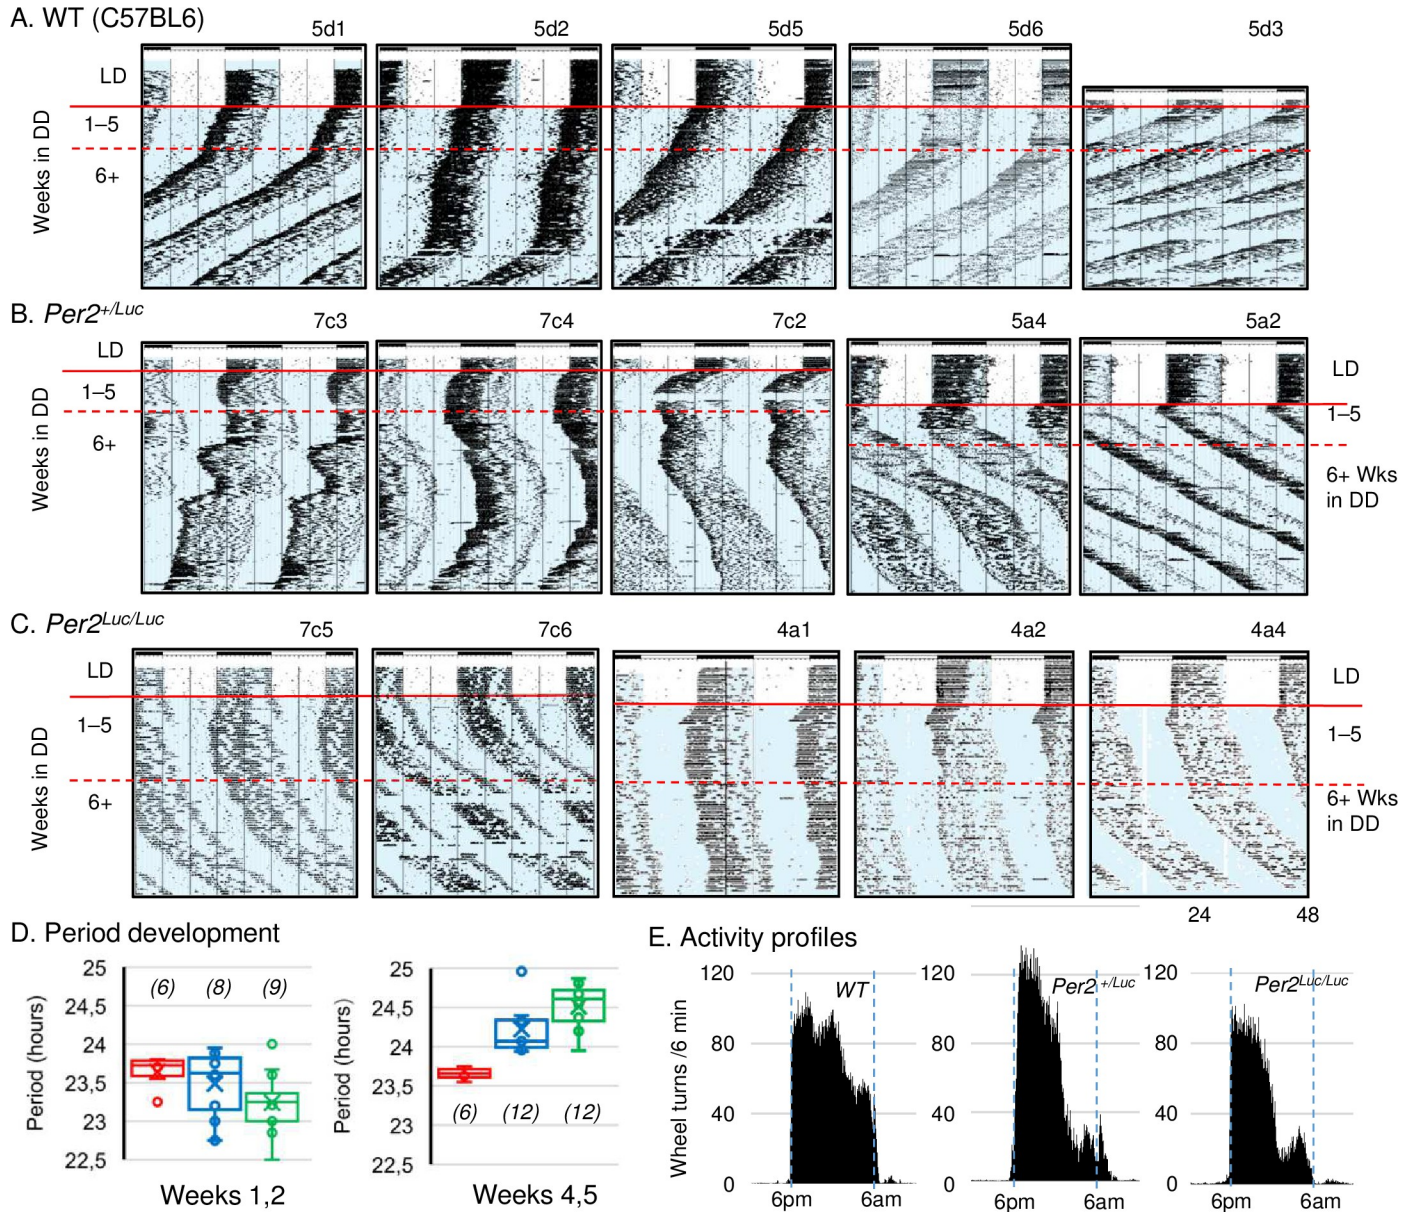 A. WT (C57BL6)
5d1 5d2 5d5 5d6 5d3
LD
1–5
6+
Weeks in DD
B. Per2+/Luc
7c3 7c4 7c2 5a4 5a2
LD
1–5
6+
Weeks in DD
LD
1–5
6+ Wks
in DD
C. Per2Luc/Luc
7c5 7c6 4a1 4a2 4a4
LD
1–5
6+
Weeks in DD
LD
1–5
6+ Wks
in DD
24 48
D. Period development
Period (hours)
25
24
23,5
23
22,5
(6) (8) (9)
Weeks 1,2
Period (hours)
25
24,5
24
23,5
23
22,5
(6) (12) (12)
Weeks 4,5
E. Activity profiles
Wheel turns /6 min
120
80
40
0
WT
6pm 6am
120
80
40
0
Per2 +/Luc
6pm 6am
120
80
40
0
Per2Luc/Luc
6pm 6am